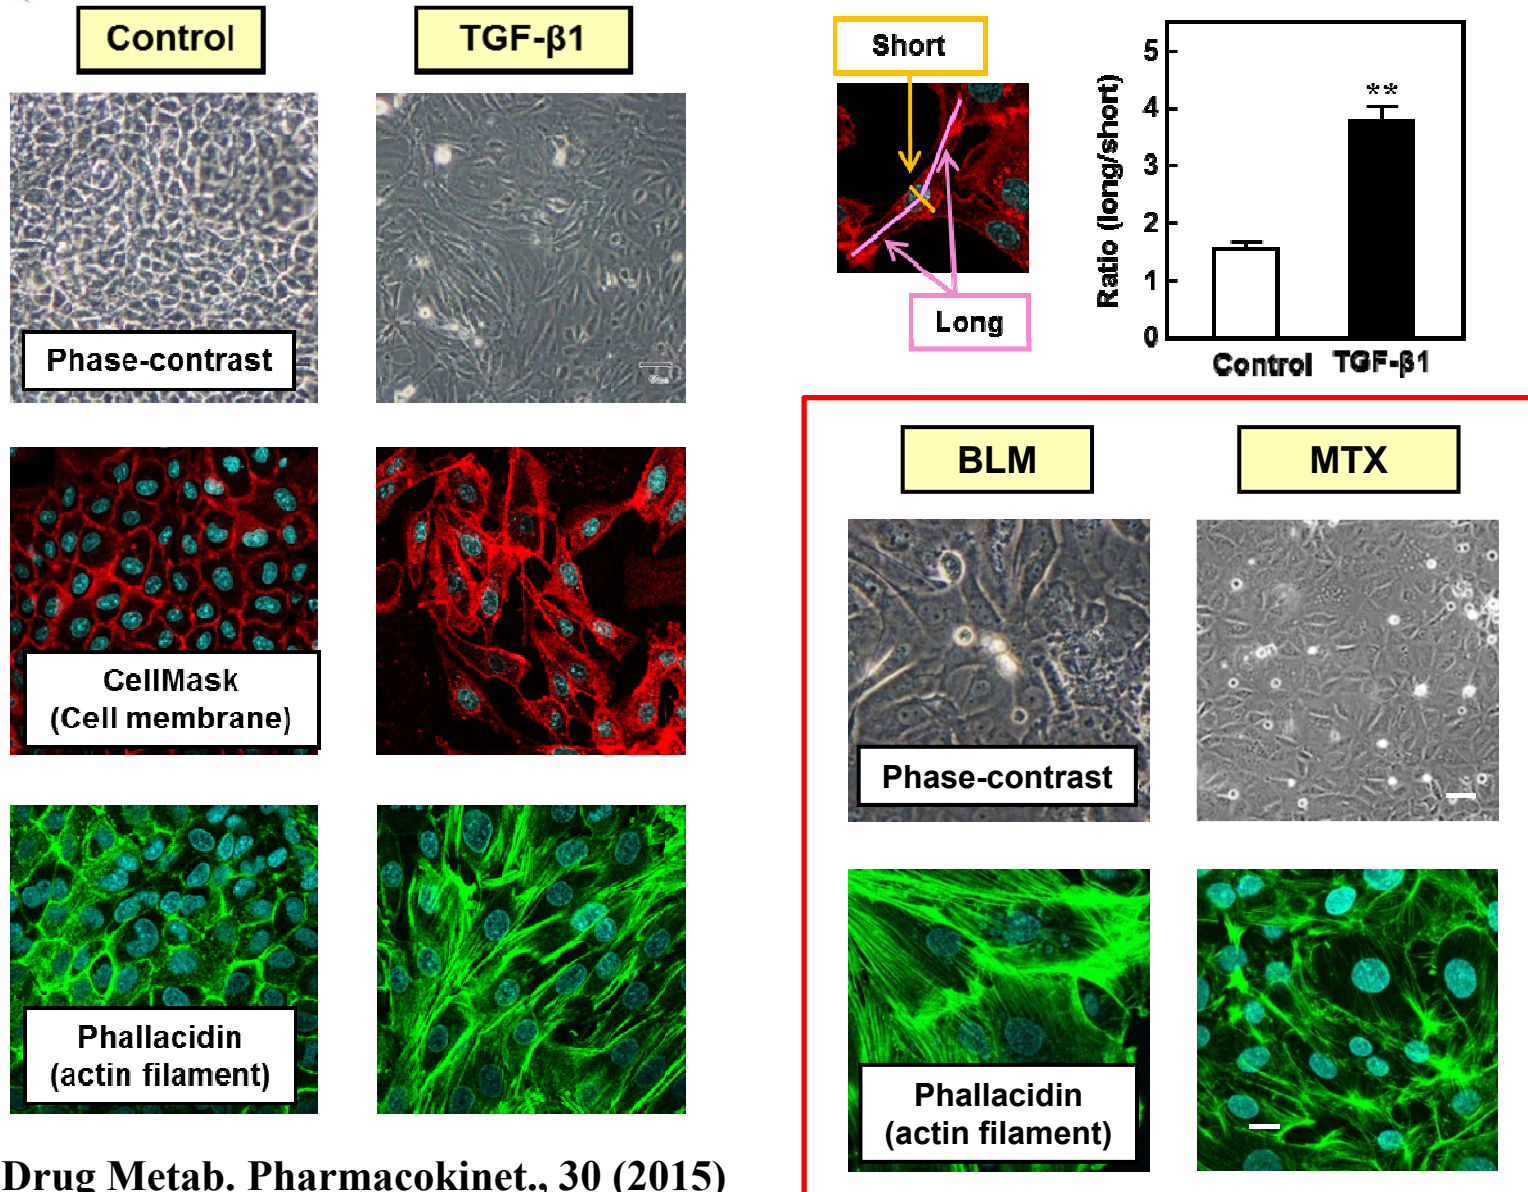 Control
TGF-β1
Phase-contrast
CellMask
(Cell membrane)
Phallacidin
(actin filament)
Drug Metab. Pharmacokinet., 30 (2015)
Short
Long
Ratio (long/short)
5
4
3
2
1
0
**
Control TGF-β1
BLM
MTX
Phase-contrast
Phallacidin
(actin filament)